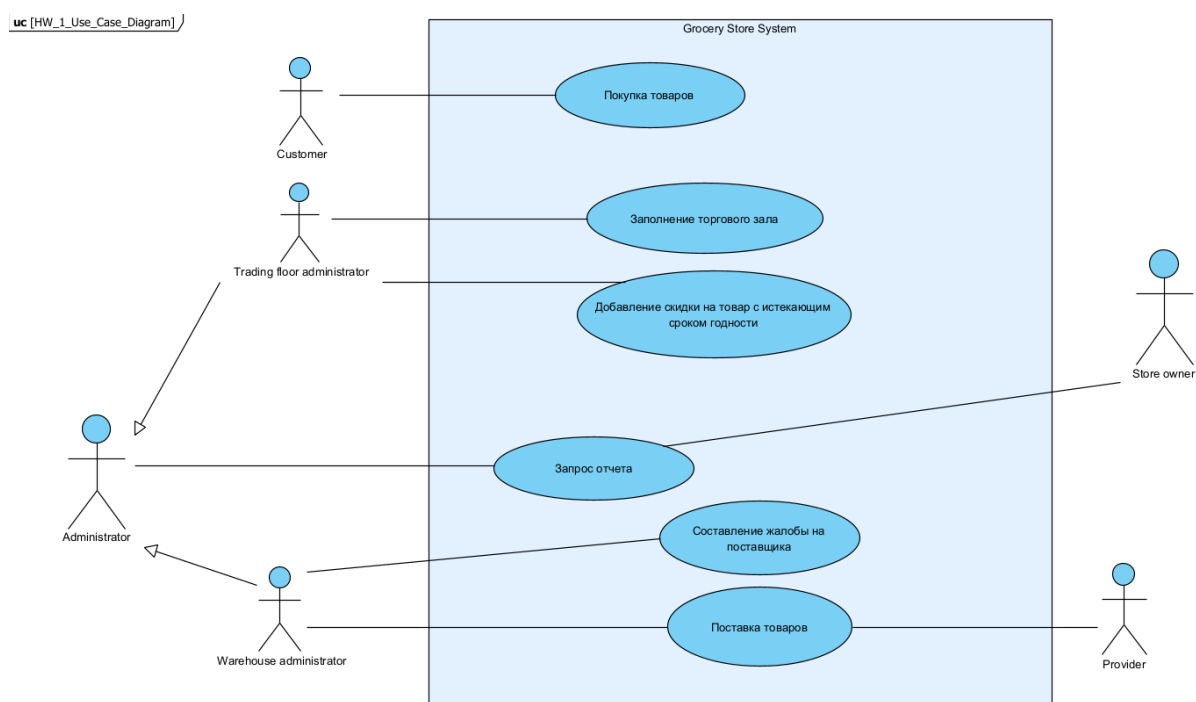 uc [HW_1_Use_Case_Diagram]
Grocery Store System
Покупка товаров
Customer
Заполнение торгового зала
Trading floor administrator
Добавление скидки на товар с истекающим
сроком годности
Store owner
Запрос отчета
Administrator
Составление жалобы на
поставщика
Поставка товаров
Warehouse administrator
Provider